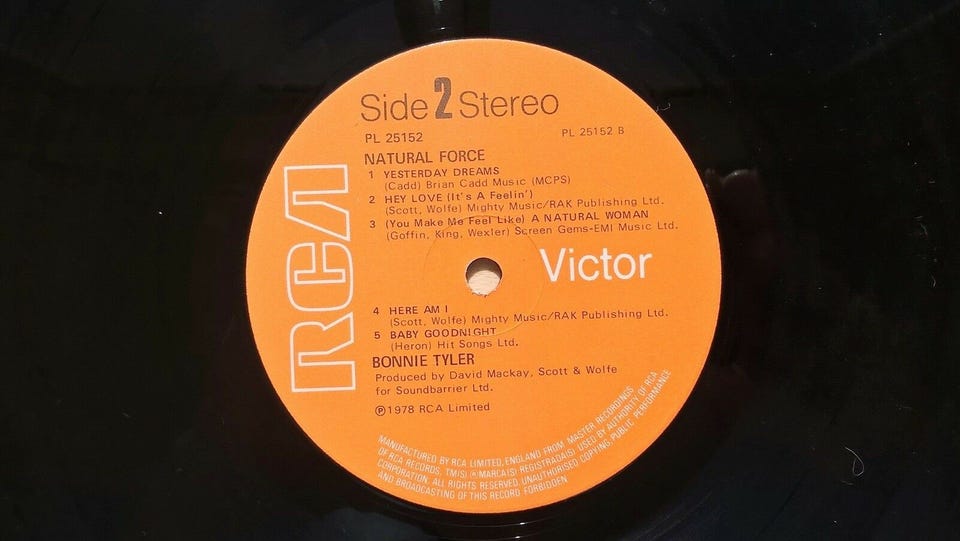 Side 2 Stereo
PL 25152
PL 25152 B
NATURAL FORCE
1 YESTERDAY DREAMS
(Cadd) Brian Cadd Music (MCPS)
2 HEY LOVE (It's A Feelin')
(Scott, Wolfe) Mighty Music/RAK Publishing Ltd.
3 (You Make Me Feel Like) A NATURAL WOMAN
(Goffin, King, Wexler) Screen Gems-EMI Music Ltd.
RCA
Victor
4 HERE AM I
(Scott, Wolfe) Mighty Music/RAK Publishing Ltd.
5 BABY GOODNIGHT
(Heron) Hit Songs Ltd.
BONNIE TYLER
Produced by David Mackay, Scott & Wolfe
for Soundbarrier Ltd.
Ⓟ1978 RCA Limited
MANUFACTURED BY RCA LIMITED, ENGLAND FROM MASTER RECORDINGS
OF RCA RECORDS. TM(S) ® MARCA(S) REGISTRADA(S) USED BY AUTHORITY OF RCA
CORPORATION. ALL RIGHTS RESERVED. UNAUTHORISED COPYING, PUBLIC PERFORMANCE
AND BROADCASTING OF THIS RECORD FORBIDDEN